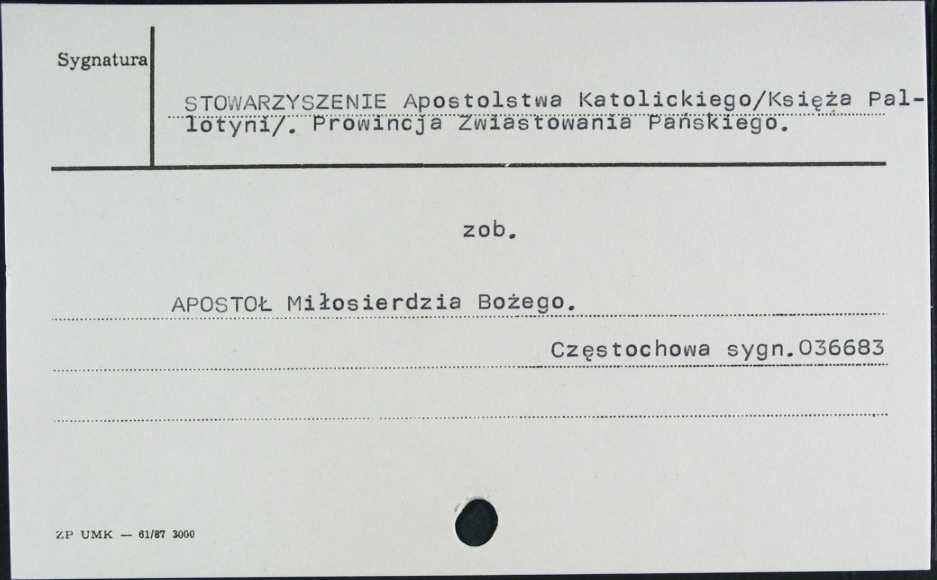 Sygnatura
STOWARZYSZENIE Apostolstwa Katolickiego/Księża Pal-
lotyni/. Prowincja Zwiastowania Pańskiego.
zob.
APOSTOŁ Miłosierdzia Bożego.
Częstochowa sygn.036683
ZP UMK — 61/87 3000